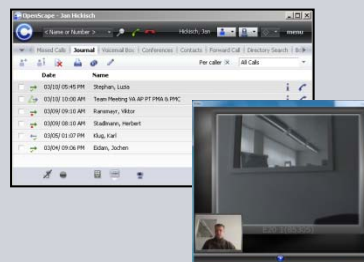 OpenScape - Jan Hickisch
< Name or Number > Hickisch, Jan menu
Missed Calls Journal Voicemail Box Conferences Contacts Forward Call Directory Search
Per caller All Calls
Date Name
03/10/ 05:45 PM Stephan, Luzia
03/10/ 10:00 AM Team Meeting VA AP PT PMA & PMC
03/09/ 09:10 AM Ransmayr, Viktor
03/09/ 08:10 AM Stadlmann, Herbert
03/05/ 01:07 PM Klug, Karl
03/04/ 09:06 PM Eidam, Jochen